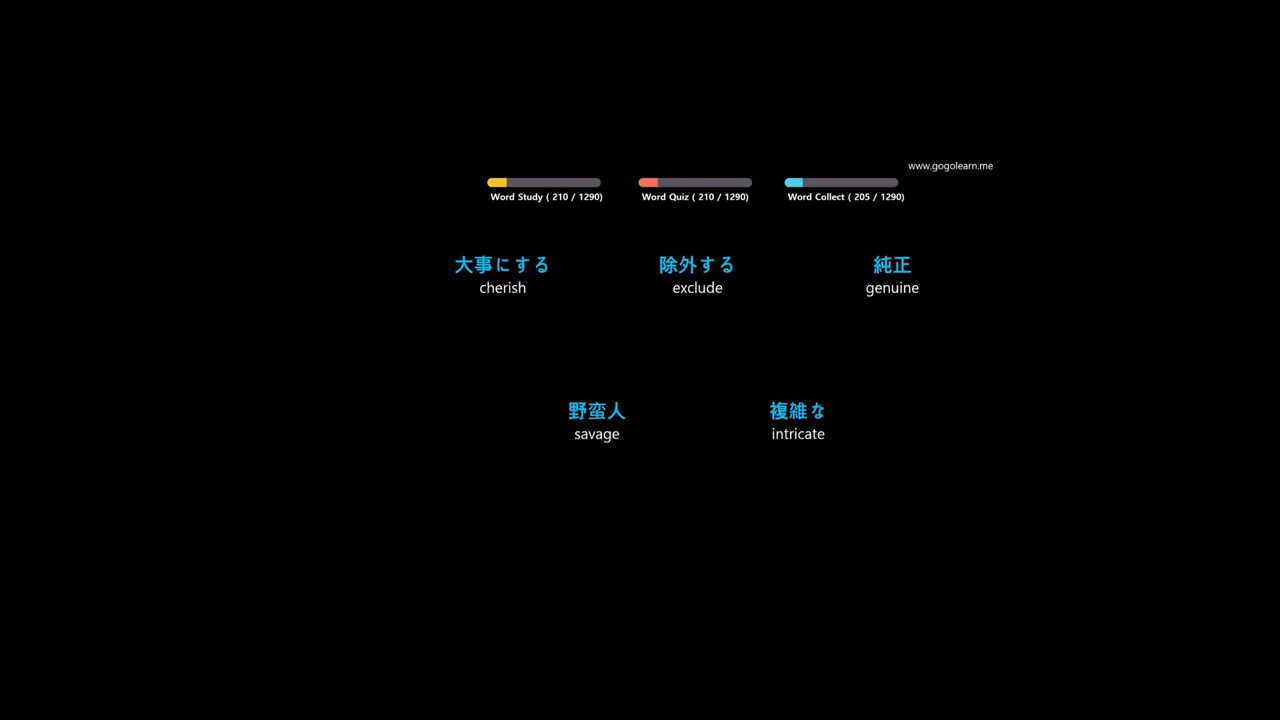 www.gogolearn.me
Word Study ( 210 / 1290)
Word Quiz ( 210 / 1290)
Word Collect ( 205 / 1290)
大事にする
cherish
除外する
exclude
純正
genuine
野蛮人
savage
複雑な
intricate